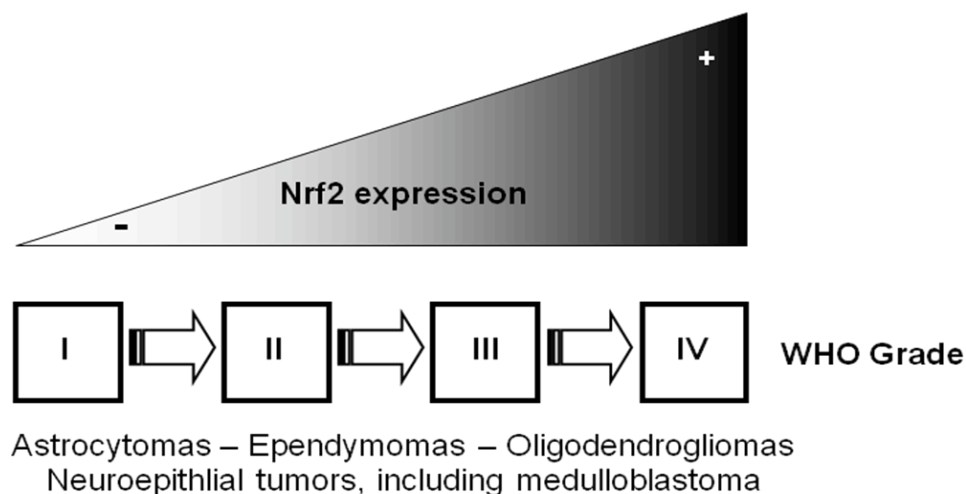 +
Nrf2 expression
-
I II III IV
WHO Grade
Astrocytomas – Ependymomas – Oligodendrogliomas
Neuroepithlial tumors, including medulloblastoma